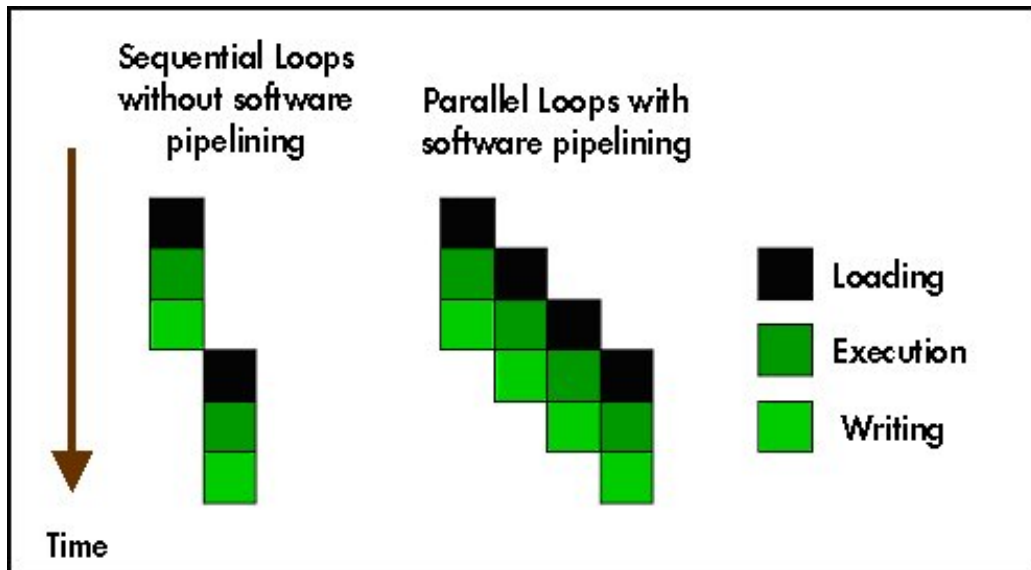 Sequential Loops
without software
pipelining
Parallel Loops with
software pipelining
Loading
Execution
Writing
Time